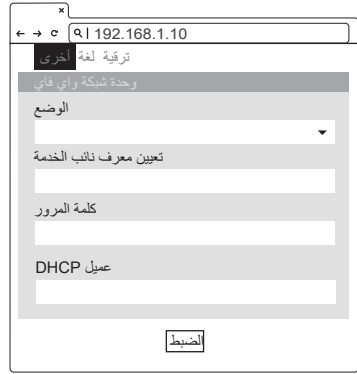 192.168.1.10
ترقية لغة أخرى
وحدة شبكة واي فاي
الوضع
تعيين معرف نائب الخدمة
كلمة المرور
عميل DHCP
الضبط